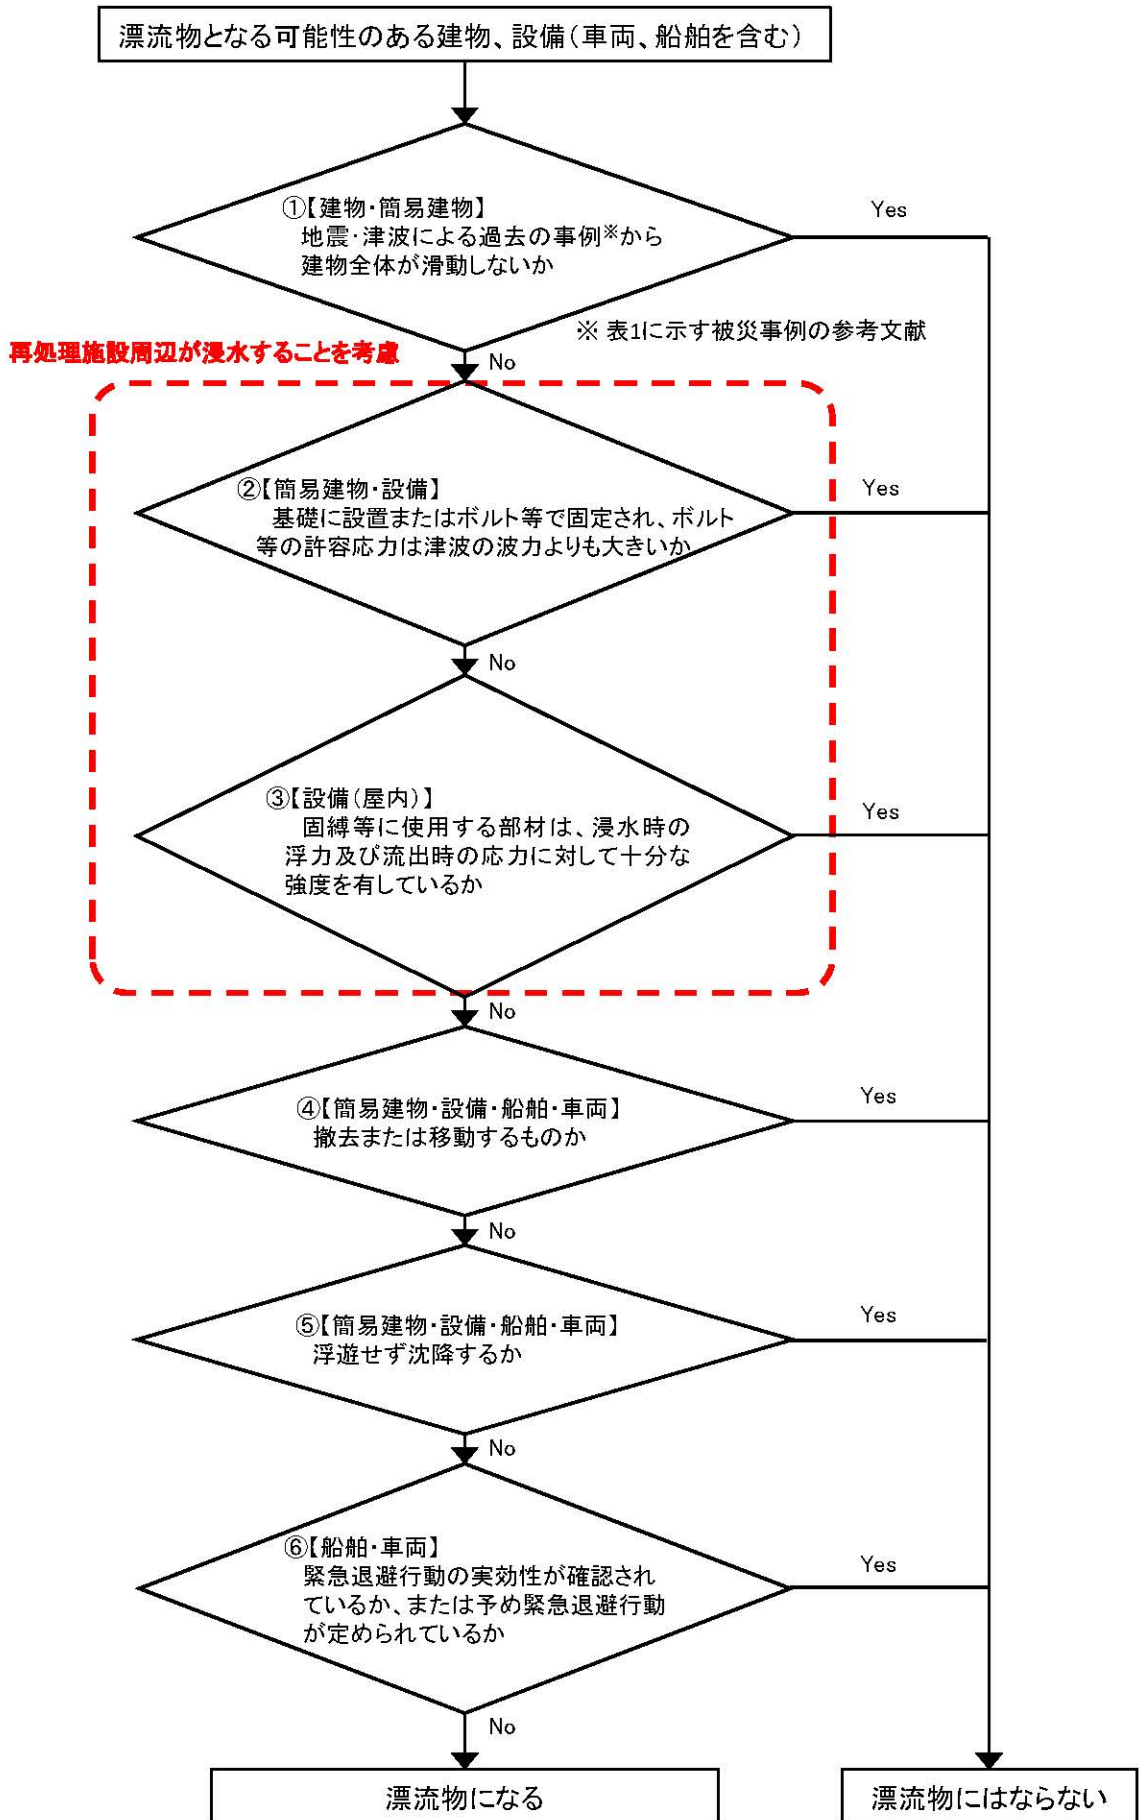 漂流物となる可能性のある建物、設備(車両、船舶を含む)
①【建物・簡易建物】
地震・津波による過去の事例※から
建物全体が滑動しないか
Yes
※ 表1に示す被災事例の参考文献
No
再処理施設周辺が浸水することを考慮
②【簡易建物・設備】
基礎に設置またはボルト等で固定され、ボルト
等の許容応力は津波の波力よりも大きいか
Yes
No
③【設備(屋内)】
固縛等に使用する部材は、浸水時の
浮力及び流出時の応力に対して十分な
強度を有しているか
Yes
No
④【簡易建物・設備・船舶・車両】
撤去または移動するものか
Yes
No
⑤【簡易建物・設備・船舶・車両】
浮遊せず沈降するか
Yes
No
⑥【船舶・車両】
緊急退避行動の実効性が確認され
ているか、または予め緊急退避行動
が定められているか
Yes
No
漂流物になる
漂流物にはならない